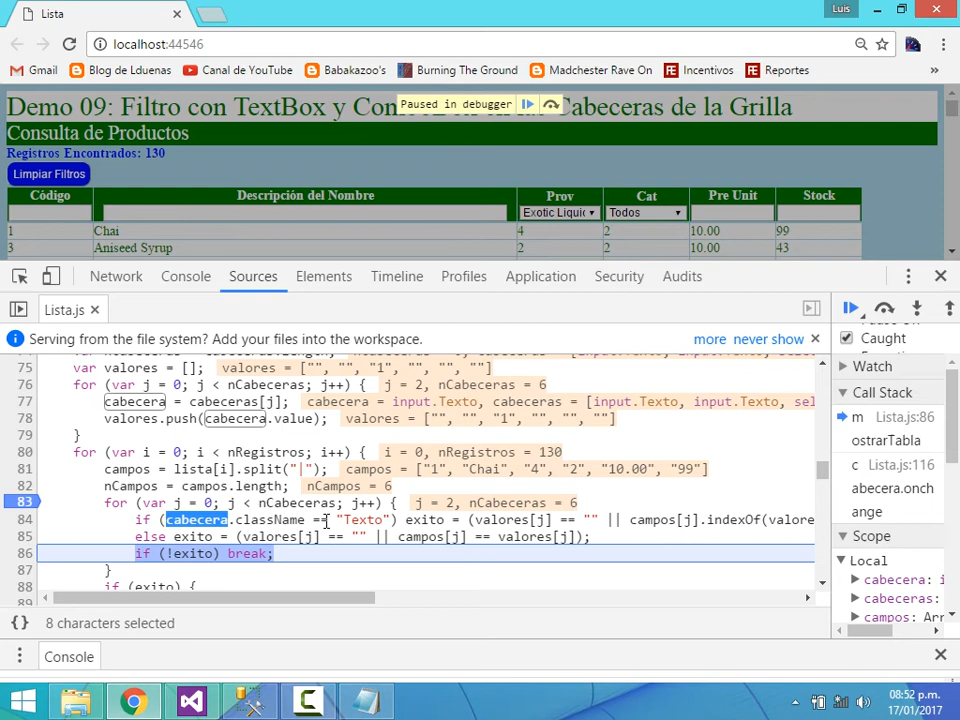 Lista
Luis
localhost:44546
Gmail Blog de Lduenas Canal de YouTube Babakazoo's Burning The Ground Madchester Rave On Incentivos Reportes »
Demo 09: Filtro con TextBox y Con Cabeceras de la Grilla
Paused in debugger
Consulta de Productos
Registros Encontrados: 130
Limpiar Filtros
Código Descripción del Nombre Prov Cat Pre Unit Stock
Exotic Liquic Todos
1 Chai 4 2 10.00 99
3 Aniseed Syrup 2 2 10.00 43
Network Console Sources Elements Timeline Profiles Application Security Audits
Lista.js
Serving from the file system? Add your files into the workspace. more never show
75 var valores = []; valores = ["", "", "1", "", "", ""]
76 for (var j = 0; j < nCabeceras; j++) { j = 2, nCabeceras = 6
77 cabecera = cabeceras[j]; cabecera = input.Texto, cabeceras = [input.Texto, input.Texto, sel
78 valores.push(cabecera.value); valores = ["", "", "1", "", "", ""]
79 }
80 for (var i = 0; i < nRegistros; i++) { i = 0, nRegistros = 130
81 campos = lista[i].split("|"); campos = ["1", "Chai", "4", "2", "10.00", "99"]
82 nCampos = campos.length; nCampos = 6
83 for (var j = 0; j < nCabeceras; j++) { j = 2, nCabeceras = 6
84 if (cabecera.className == "Texto") exito = (valores[j] == "" || campos[j].indexOf(valore
85 else exito = (valores[j] == "" || campos[j] == valores[j]);
86 if (!exito) break;
87 }
88 if (exito) {
89
{} 8 characters selected
Caught
Watch
Call Stack
m Lista.js:86
ostrarTabla
c Lista.js:116
abecera.onch
ange
Scope
Local
cabecera: i
cabeceras:
campos: Arr
Console
08:52 p.m.
17/01/2017